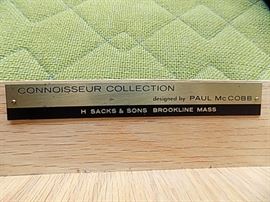 CONNOISSEUR COLLECTION
designed by PAUL McCOBB
H SACKS & SONS BROOKLINE MASS